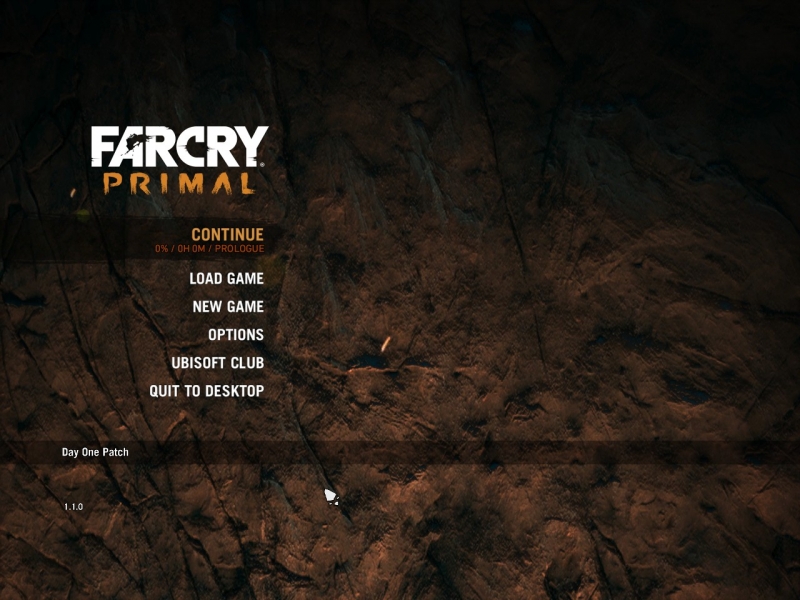 FARCRY
PRIMAL
CONTINUE
0% / 0H 0M / PROLOGUE
LOAD GAME
NEW GAME
OPTIONS
UBISOFT CLUB
QUIT TO DESKTOP
Day One Patch
1.1.0